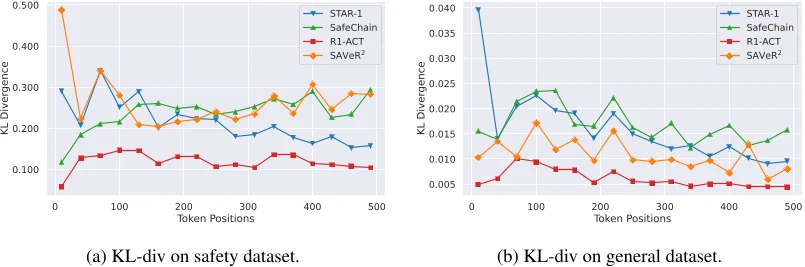 0.500
0.400
0.300
0.200
0.100
KL Divergence
0
100
200
300
400
500
Token Positions
STAR-1
SafeChain
R1-ACT
SAVeR²
(a) KL-div on safety dataset.
0.040
0.035
0.030
0.025
0.020
0.015
0.010
0.005
KL Divergence
0
100
200
300
400
500
Token Positions
STAR-1
SafeChain
R1-ACT
SAVeR²
(b) KL-div on general dataset.